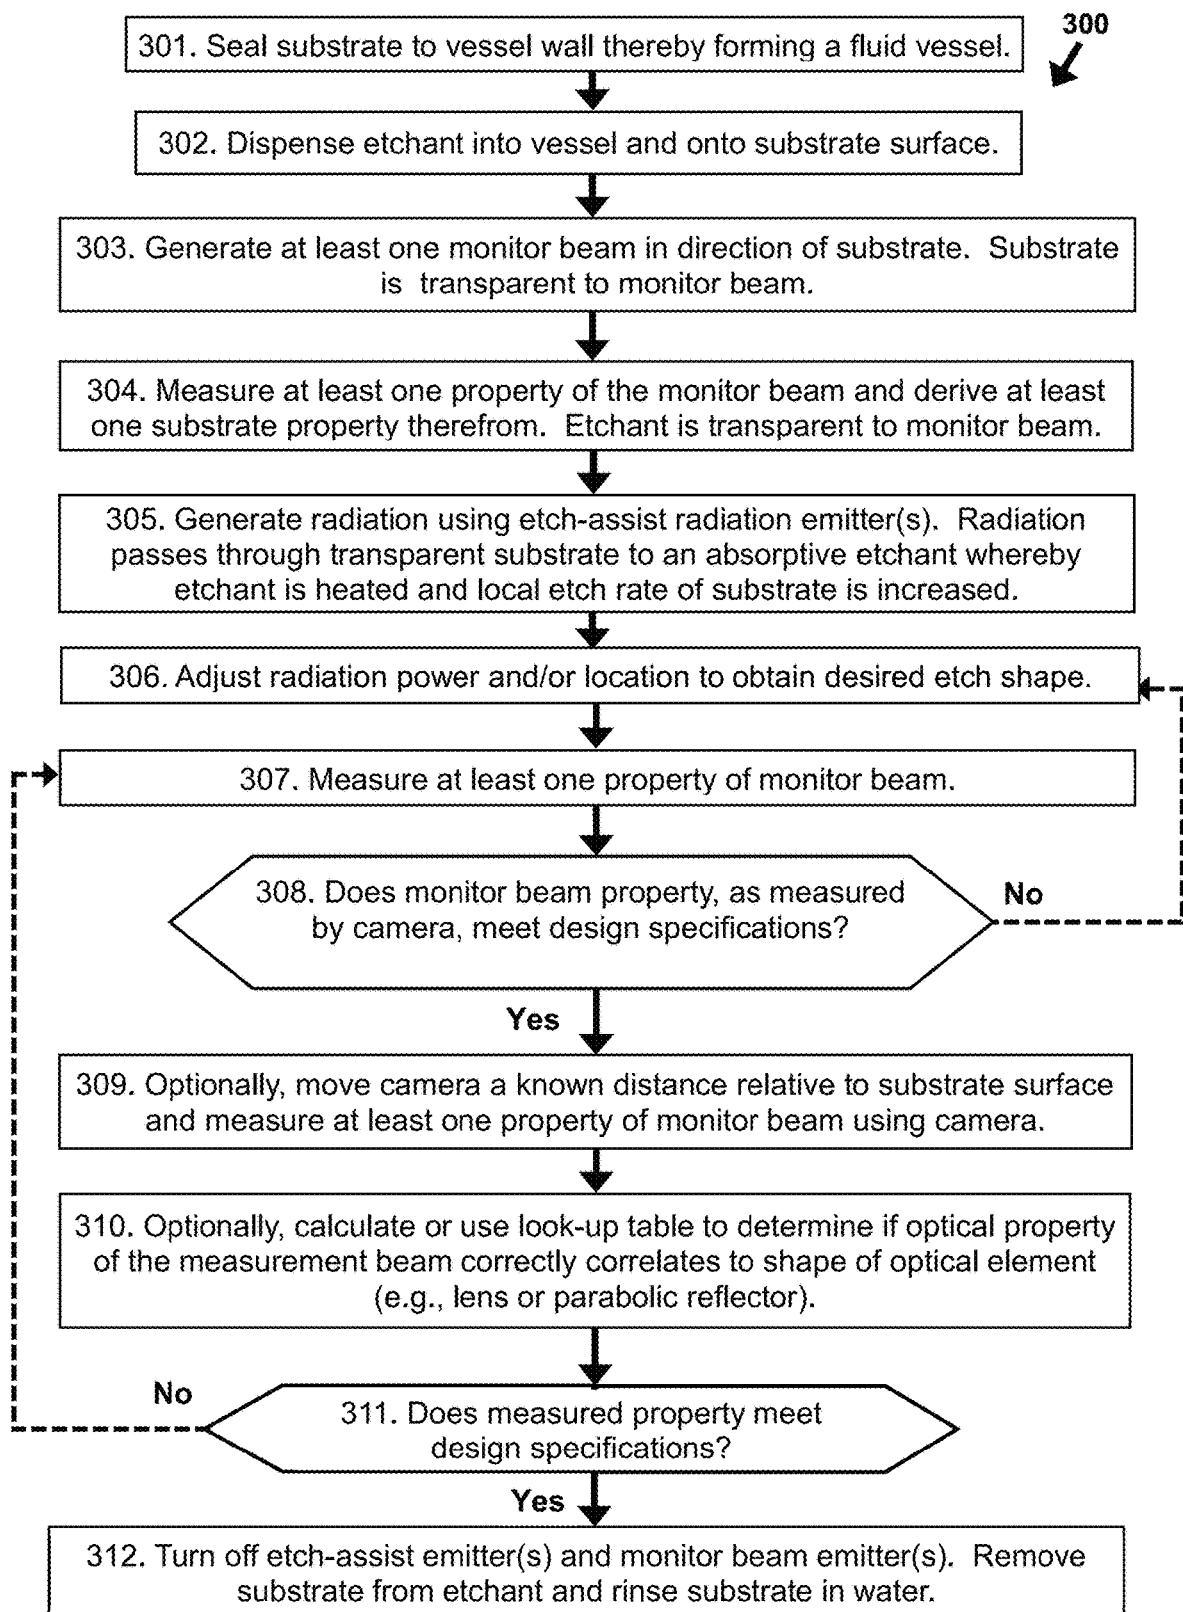 300
301. Seal substrate to vessel wall thereby forming a fluid vessel.
302. Dispense etchant into vessel and onto substrate surface.
303. Generate at least one monitor beam in direction of substrate. Substrate
is transparent to monitor beam.
304. Measure at least one property of the monitor beam and derive at least
one substrate property therefrom. Etchant is transparent to monitor beam.
305. Generate radiation using etch-assist radiation emitter(s). Radiation
passes through transparent substrate to an absorptive etchant whereby
etchant is heated and local etch rate of substrate is increased.
306. Adjust radiation power and/or location to obtain desired etch shape.
307. Measure at least one property of monitor beam.
308. Does monitor beam property, as measured
by camera, meet design specifications?
No
Yes
309. Optionally, move camera a known distance relative to substrate surface
and measure at least one property of monitor beam using camera.
310. Optionally, calculate or use look-up table to determine if optical property
of the measurement beam correctly correlates to shape of optical element
(e.g., lens or parabolic reflector).
No
311. Does measured property meet
design specifications?
Yes
312. Turn off etch-assist emitter(s) and monitor beam emitter(s). Remove
substrate from etchant and rinse substrate in water.